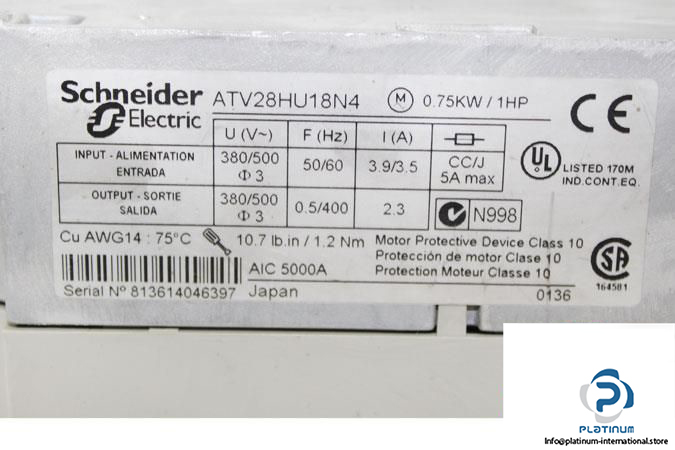 Schneider Electric
ATV28HU18N4 M 0.75KW / 1HP
CE
U (V~) F (Hz) I (A)
INPUT - ALIMENTATION ENTRADA 380/500 Φ 3 50/60 3.9/3.5 CC/J 5A max
UL LISTED 170M
IND.CONT.EQ.
OUTPUT - SORTIE SALIDA 380/500 Φ 3 0.5/400 2.3 N998
Cu AWG14 : 75°C 10.7 lb.in / 1.2 Nm
Motor Protective Device Class 10
Protección de motor Clase 10
Protection Moteur Classe 10
AIC 5000A
Serial Nº 813614046397 Japan
SA
164581
0136
PLATINUM
Info@platinum-international.store